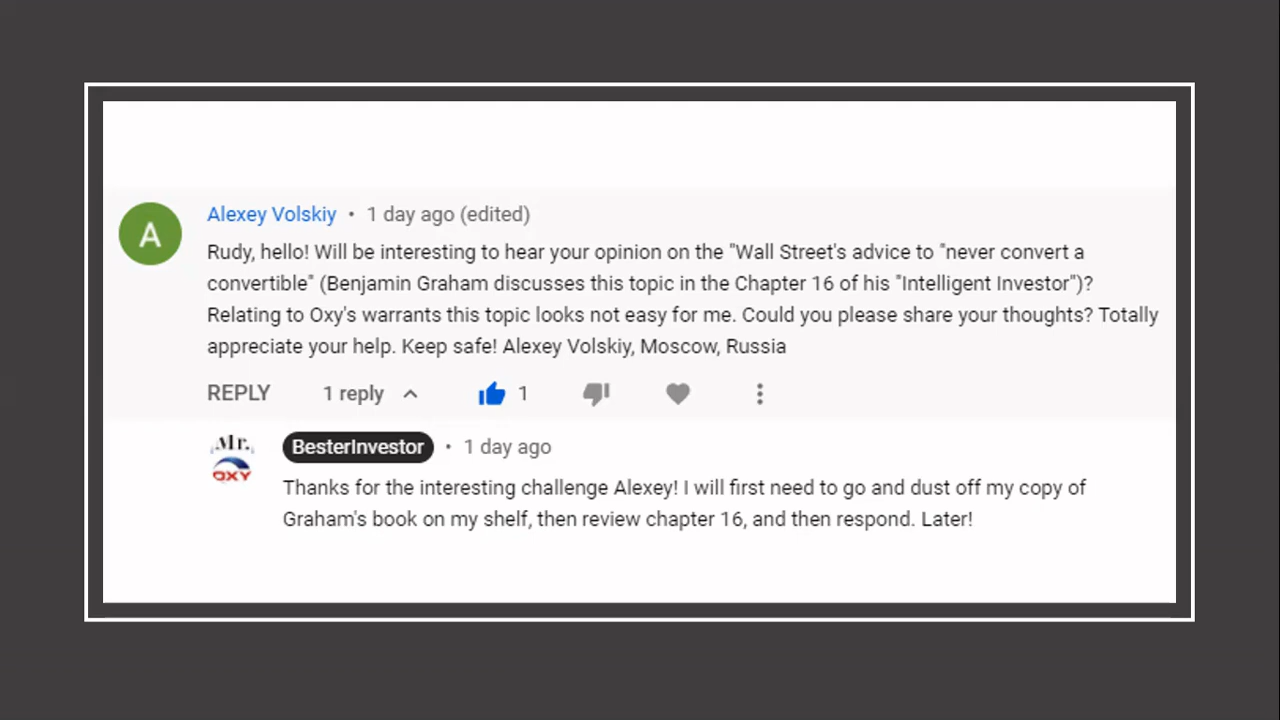 Alexey Volskiy • 1 day ago (edited)
Rudy, hello! Will be interesting to hear your opinion on the "Wall Street's advice to "never convert a
convertible" (Benjamin Graham discusses this topic in the Chapter 16 of his "Intelligent Investor")?
Relating to Oxy's warrants this topic looks not easy for me. Could you please share your thoughts? Totally
appreciate your help. Keep safe! Alexey Volskiy, Moscow, Russia
A
REPLY 1 reply 1
Mr.
OXY
BesterInvestor • 1 day ago
Thanks for the interesting challenge Alexey! I will first need to go and dust off my copy of
Graham's book on my shelf, then review chapter 16, and then respond. Later!